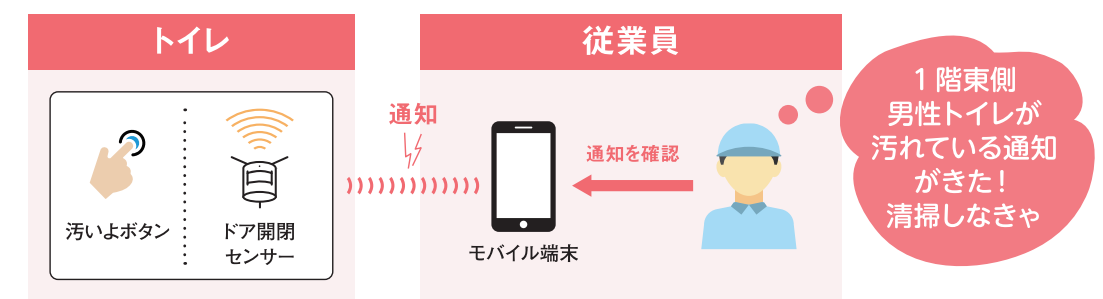 トイレ
汚いよボタン
ドア開閉
センサー
通知
従業員
モバイル端末
通知を確認
1階東側
男性トイレが
汚れている通知
がきた!
清掃しなきゃ